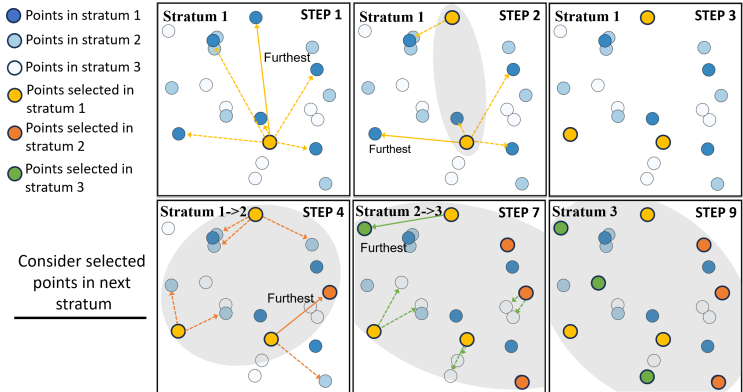 Points in stratum 1
Points in stratum 2
Points in stratum 3
Points selected in
stratum 1
Points selected in
stratum 2
Points selected in
stratum 3
Stratum 1 STEP 1
Furthest
Stratum 1 STEP 2
Furthest
Stratum 1 STEP 3
Consider selected
points in next
stratum
Stratum 1->2 STEP 4
Furthest
Stratum 2->3 STEP 7
Furthest
Stratum 3 STEP 9